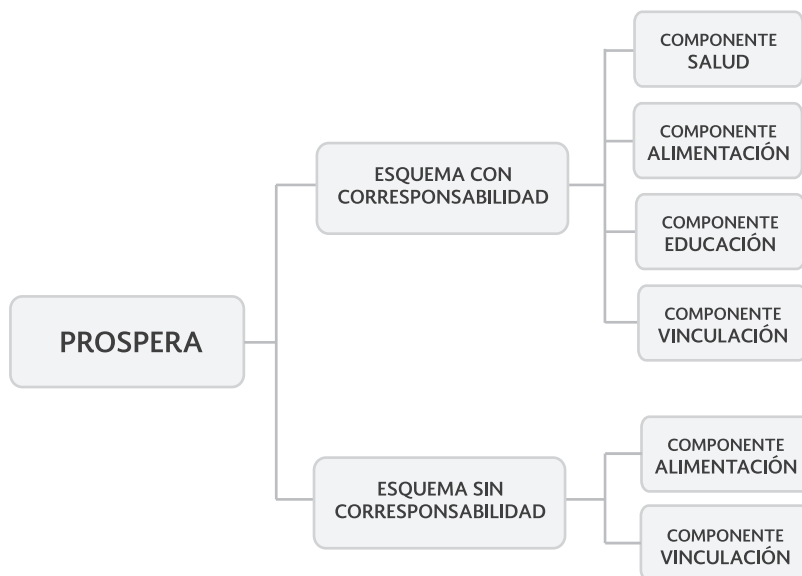 PROSPERA
ESQUEMA CON
CORRESPONSABILIDAD
COMPONENTE
SALUD
COMPONENTE
ALIMENTACIÓN
COMPONENTE
EDUCACIÓN
COMPONENTE
VINCULACIÓN
ESQUEMA SIN
CORRESPONSABILIDAD
COMPONENTE
ALIMENTACIÓN
COMPONENTE
VINCULACIÓN